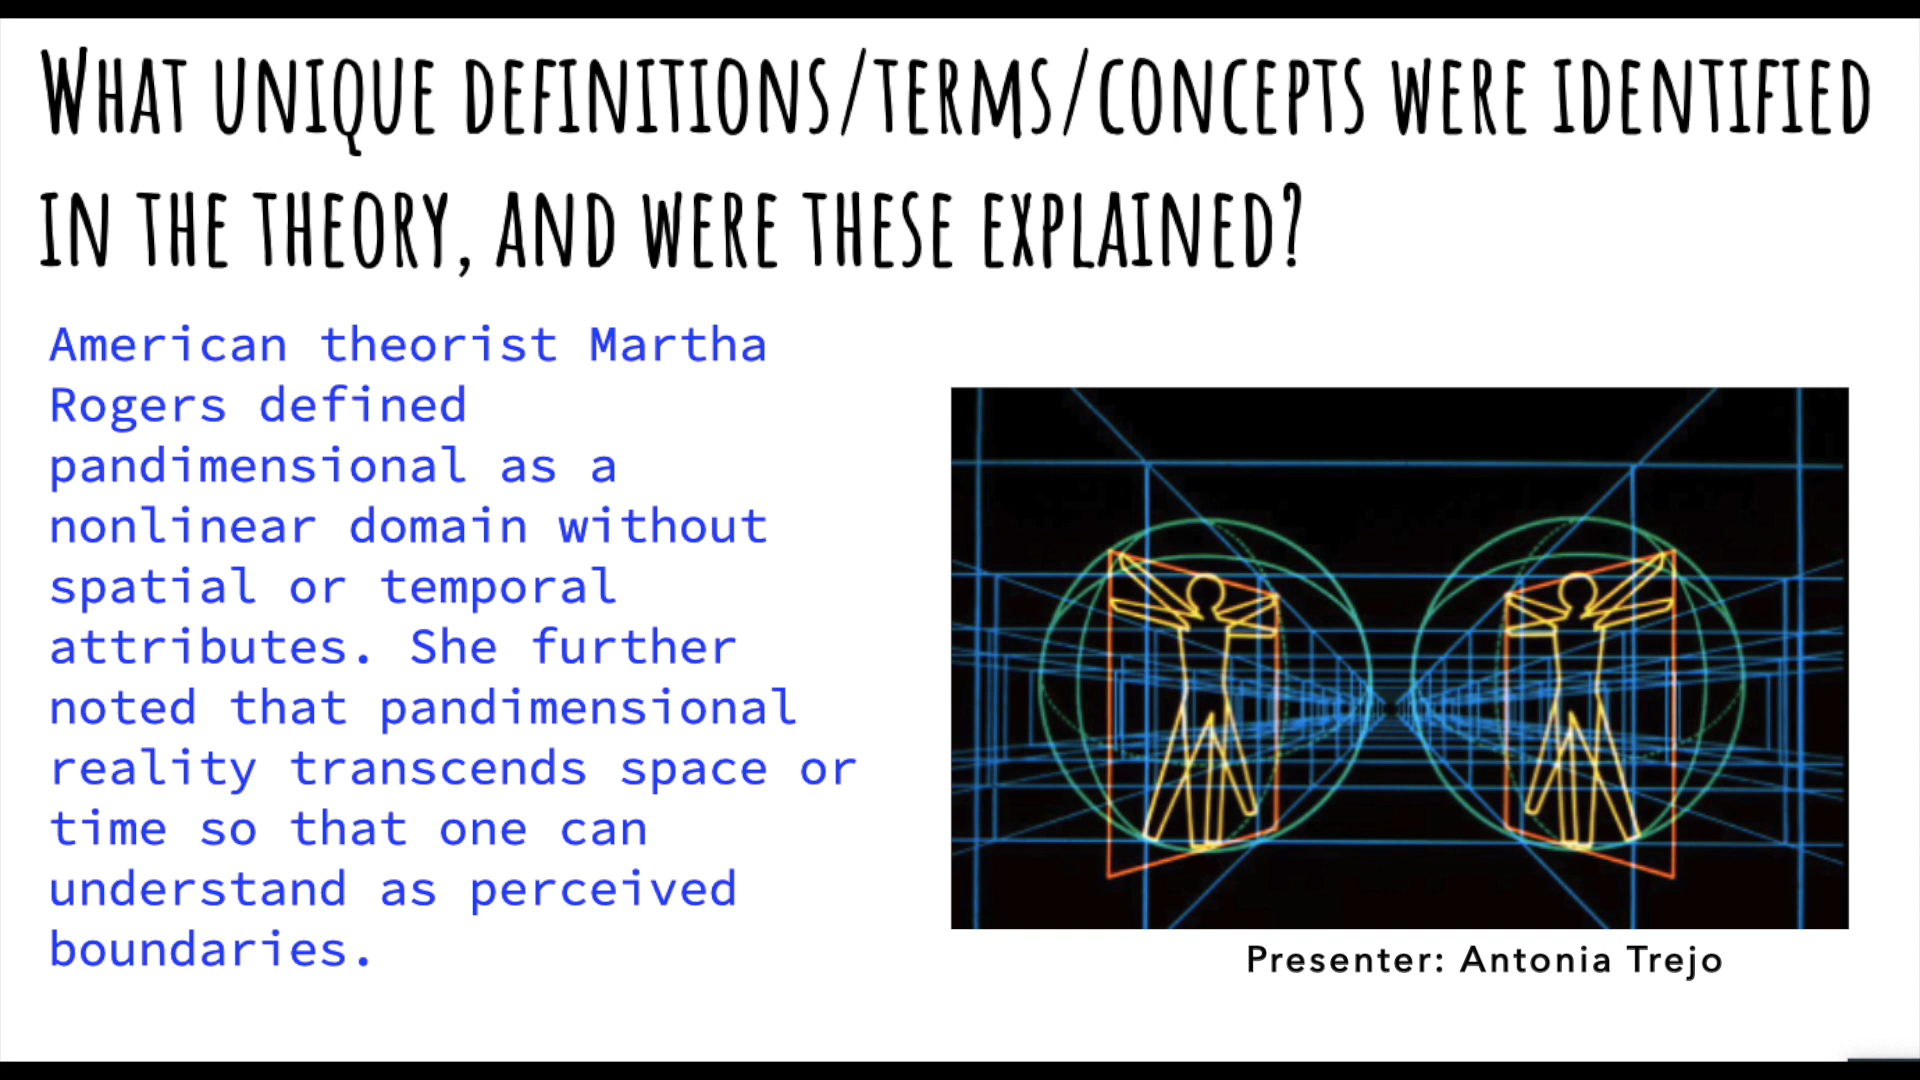 WHAT UNIQUE DEFINITIONS/TERMS/CONCEPTS WERE IDENTIFIED
IN THE THEORY, AND WERE THESE EXPLAINED?
American theorist Martha
Rogers defined
pandimensional as a
nonlinear domain without
spatial or temporal
attributes. She further
noted that pandimensional
reality transcends space or
time so that one can
understand as perceived
boundaries.
Presenter: Antonia Trejo